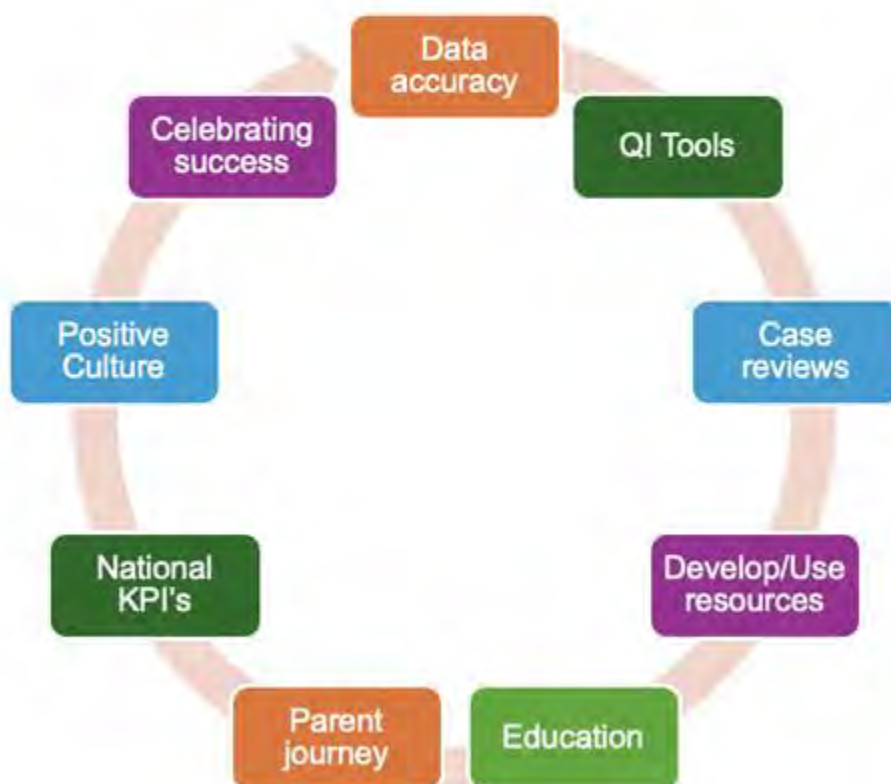 Data
accuracy
QI Tools
Case
reviews
Develop/Use
resources
Education
Parent
journey
National
KPI's
Positive
Culture
Celebrating
success